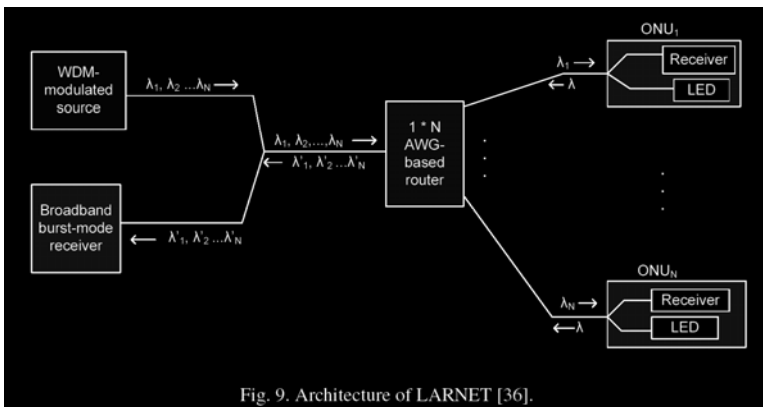 WDM-
modulated
source
λ₁, λ₂ ...λN →
Broadband
burst-mode
receiver
← λ'₁, λ'₂ ...λ'N
λ₁, λ₂,...,λN →
← λ'₁, λ'₂ ...λ'N
1 * N
AWG-
based
router
ONU₁
λ₁ →
← λ
Receiver
LED
ONUN
λN →
← λ
Receiver
LED
Fig. 9. Architecture of LARNET [36].